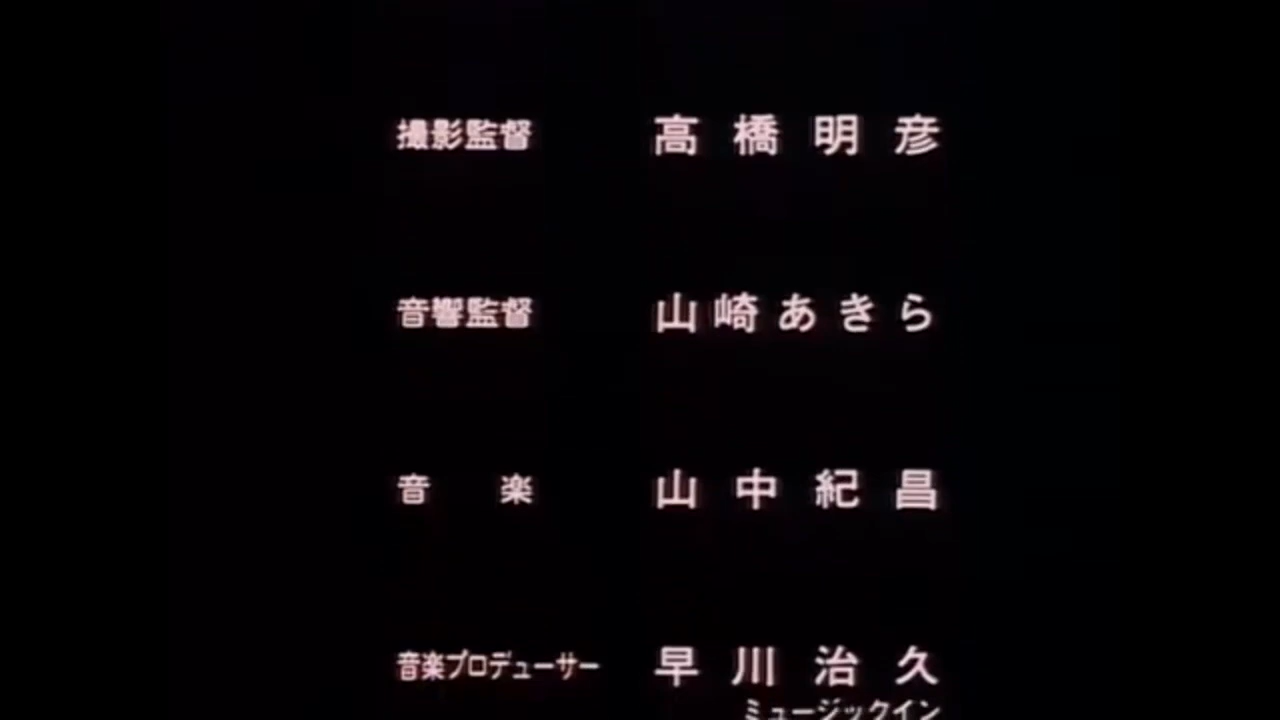 撮影監督 高橋明彦
音響監督 山崎あきら
音楽 山中紀昌
音楽プロデューサー 早川治久
ミュージックイン